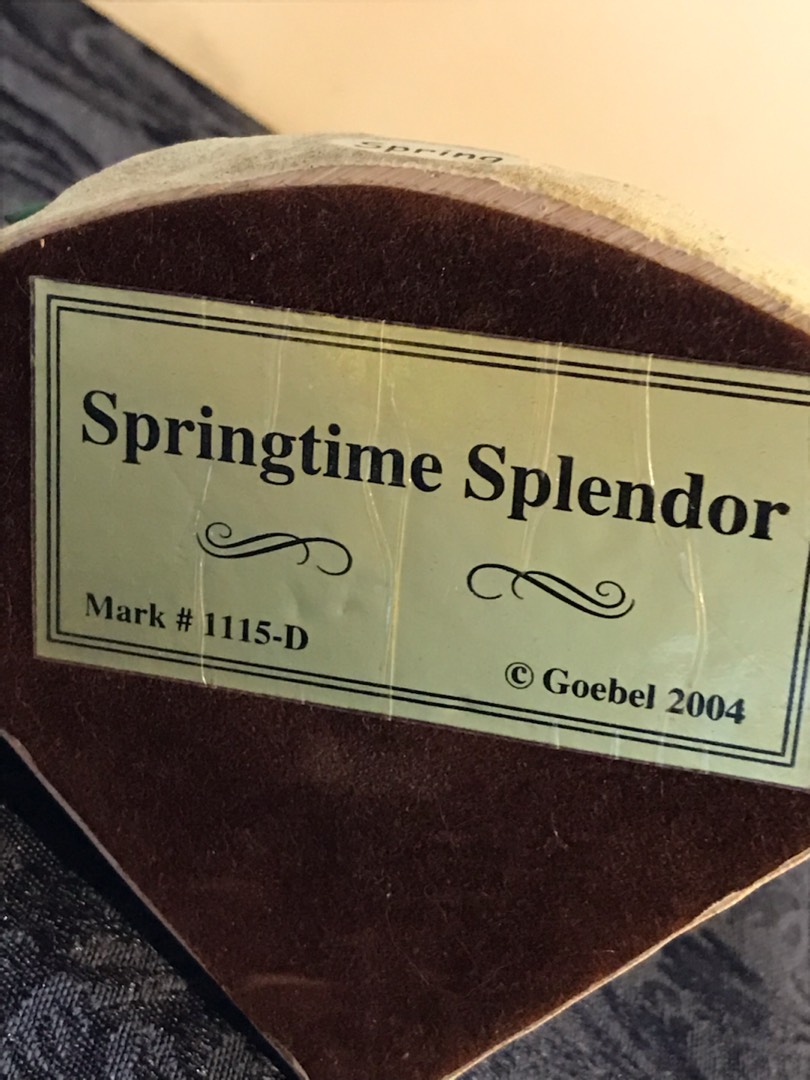 Spring
Springtime Splendor
Mark # 1115-D
© Goebel 2004